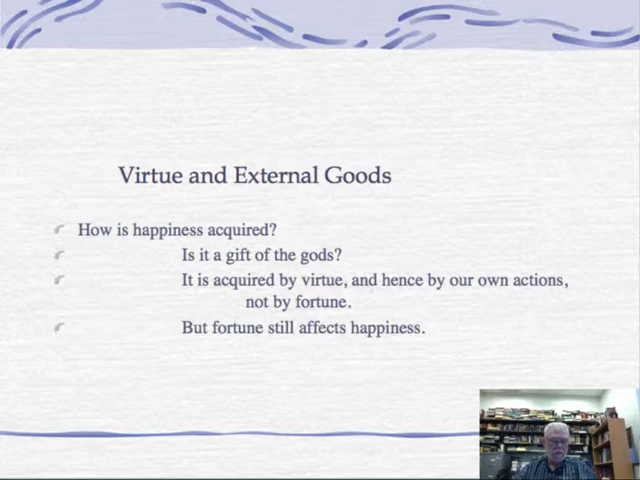 Virtue and External Goods
How is happiness acquired?
Is it a gift of the gods?
It is acquired by virtue, and hence by our own actions,
not by fortune.
But fortune still affects happiness.